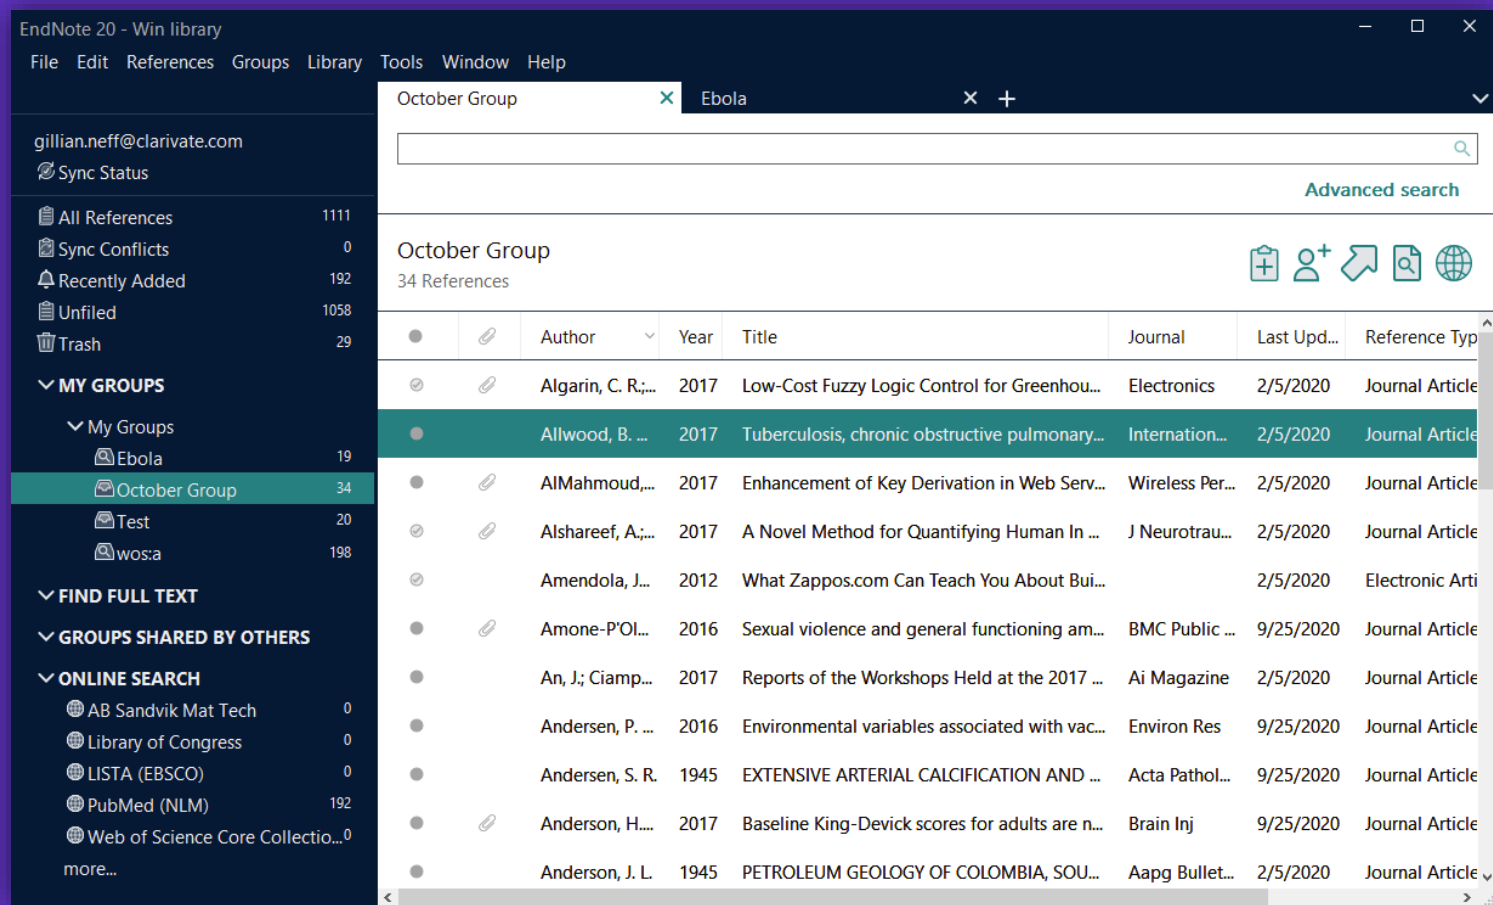 EndNote 20 - Win library
File Edit References Groups Library Tools Window Help
October Group
Ebola
gillian.neff@clarivate.com
Sync Status
All References 1111
Sync Conflicts 0
Recently Added 192
Unfiled 1058
Trash 29
MY GROUPS
My Groups
Ebola 19
October Group 34
Test 20
wos:a 198
FIND FULL TEXT
GROUPS SHARED BY OTHERS
ONLINE SEARCH
AB Sandvik Mat Tech 0
Library of Congress 0
LISTA (EBSCO) 0
PubMed (NLM) 192
Web of Science Core Collectio... 0
more...
Advanced search
October Group
34 References
Author Year Title Journal Last Upd... Reference Typ
Algarin, C. R.;... 2017 Low-Cost Fuzzy Logic Control for Greenhou... Electronics 2/5/2020 Journal Article
Allwood, B. ... 2017 Tuberculosis, chronic obstructive pulmonary... Internation... 2/5/2020 Journal Article
AlMahmoud,... 2017 Enhancement of Key Derivation in Web Serv... Wireless Per... 2/5/2020 Journal Article
Alshareef, A.;... 2017 A Novel Method for Quantifying Human In ... J Neurotrau... 2/5/2020 Journal Article
Amendola, J... 2012 What Zappos.com Can Teach You About Bui... 2/5/2020 Electronic Arti
Amone-P'Ol... 2016 Sexual violence and general functioning am... BMC Public ... 9/25/2020 Journal Article
An, J.; Ciamp... 2017 Reports of the Workshops Held at the 2017 ... Ai Magazine 2/5/2020 Journal Article
Andersen, P. ... 2016 Environmental variables associated with vac... Environ Res 9/25/2020 Journal Article
Andersen, S. R. 1945 EXTENSIVE ARTERIAL CALCIFICATION AND ... Acta Pathol... 9/25/2020 Journal Article
Anderson, H.... 2017 Baseline King-Devick scores for adults are n... Brain Inj 9/25/2020 Journal Article
Anderson, J. L. 1945 PETROLEUM GEOLOGY OF COLOMBIA, SOU... Aapg Bullet... 2/5/2020 Journal Article